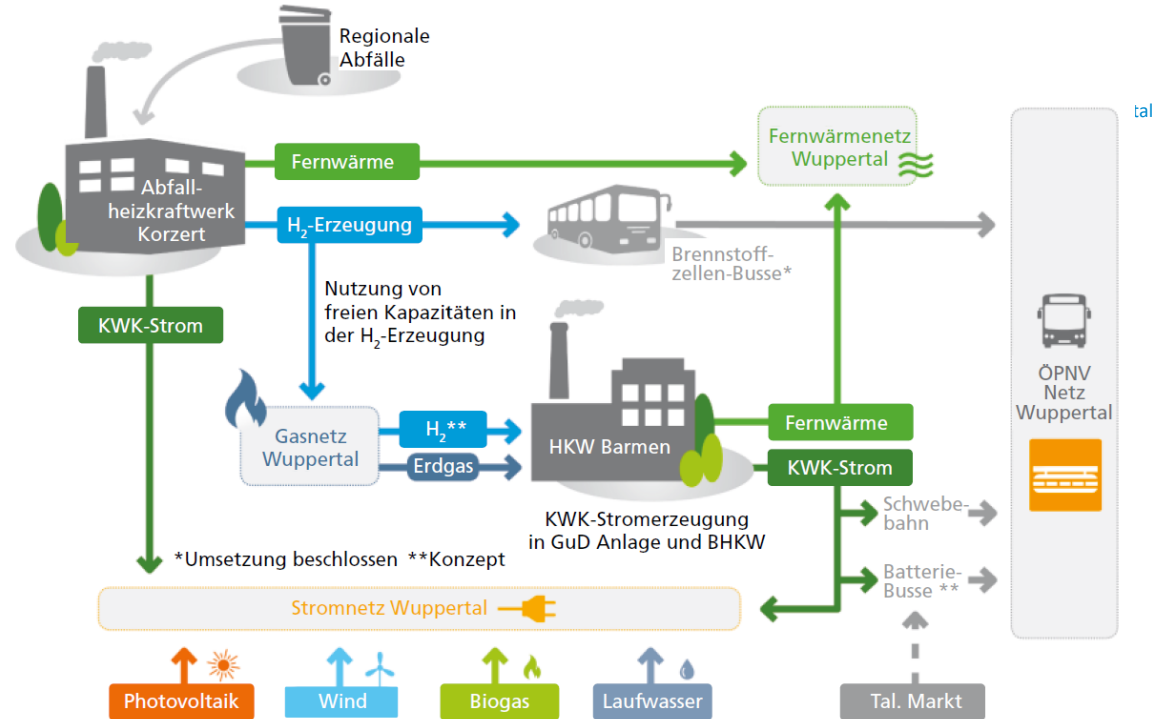 Regionale
Abfälle
tal
Fernwärmenetz
Wuppertal
Fernwärme
Abfall-
heizkraftwerk
Korzert
H₂-Erzeugung
Brennstoff-
zellen-Busse*
Nutzung von
freien Kapazitäten in
der H₂-Erzeugung
KWK-Strom
ÖPNV
Netz
Wuppertal
Gasnetz
Wuppertal
H₂**
Erdgas
HKW Barmen
Fernwärme
KWK-Strom
Schwebe-
bahn
KWK-Stromerzeugung
in GuD Anlage und BHKW
*Umsetzung beschlossen **Konzept
Batterie-
Busse **
Stromnetz Wuppertal
Photovoltaik
Wind
Biogas
Laufwasser
Tal. Markt